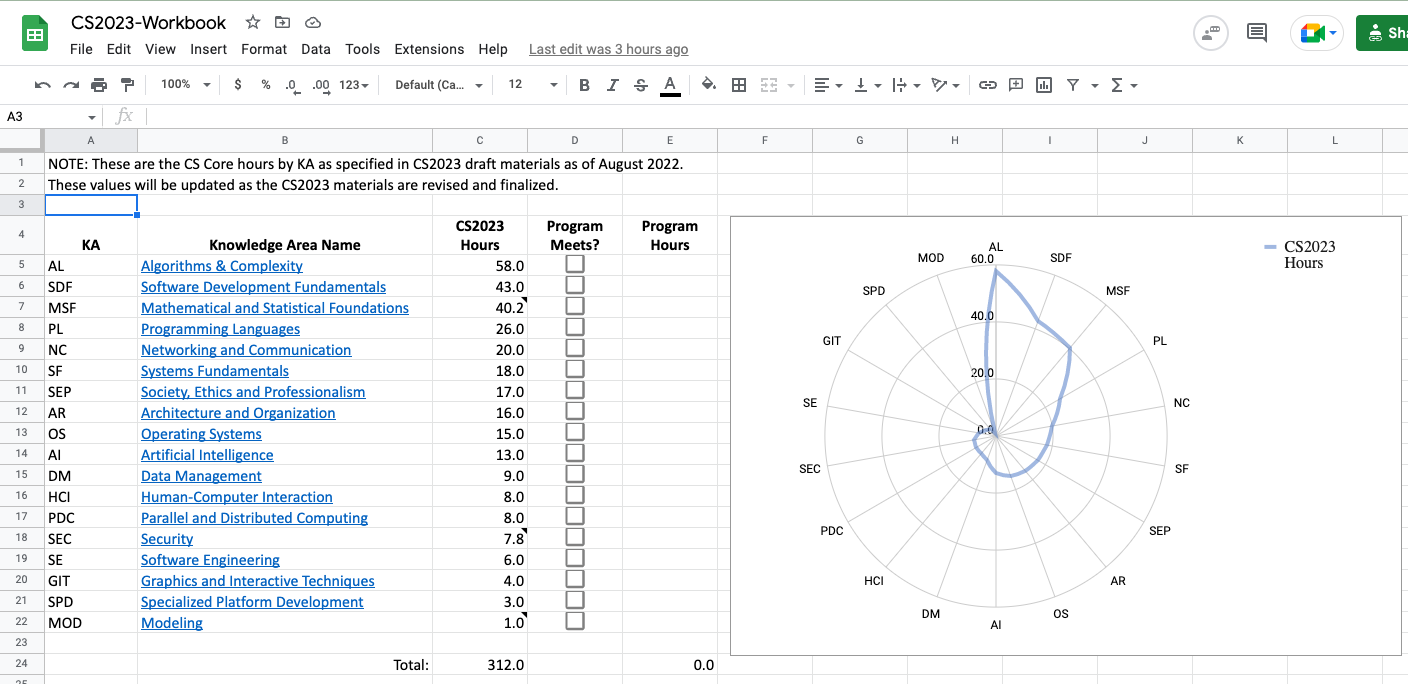 CS2023-Workbook
File Edit View Insert Format Data Tools Extensions Help Last edit was 3 hours ago
100% $ % .0 .00 123 Default (Ca... 12 B I S A
A3 fx
A B C D E F G H I J K L
1 NOTE: These are the CS Core hours by KA as specified in CS2023 draft materials as of August 2022.
2 These values will be updated as the CS2023 materials are revised and finalized.
3
4 KA Knowledge Area Name CS2023 Hours Program Meets? Program Hours
5 AL Algorithms & Complexity 58.0
6 SDF Software Development Fundamentals 43.0
7 MSF Mathematical and Statistical Foundations 40.2
8 PL Programming Languages 26.0
9 NC Networking and Communication 20.0
10 SF Systems Fundamentals 18.0
11 SEP Society, Ethics and Professionalism 17.0
12 AR Architecture and Organization 16.0
13 OS Operating Systems 15.0
14 AI Artificial Intelligence 13.0
15 DM Data Management 9.0
16 HCI Human-Computer Interaction 8.0
17 PDC Parallel and Distributed Computing 8.0
18 SEC Security 7.8
19 SE Software Engineering 6.0
20 GIT Graphics and Interactive Techniques 4.0
21 SPD Specialized Platform Development 3.0
22 MOD Modeling 1.0
23
24 Total: 312.0 0.0
AL
SDF
MSF
PL
NC
SF
SEP
AR
OS
AI
DM
HCI
PDC
SEC
SE
GIT
SPD
MOD
60.0
40.0
20.0
0.0
CS2023
Hours